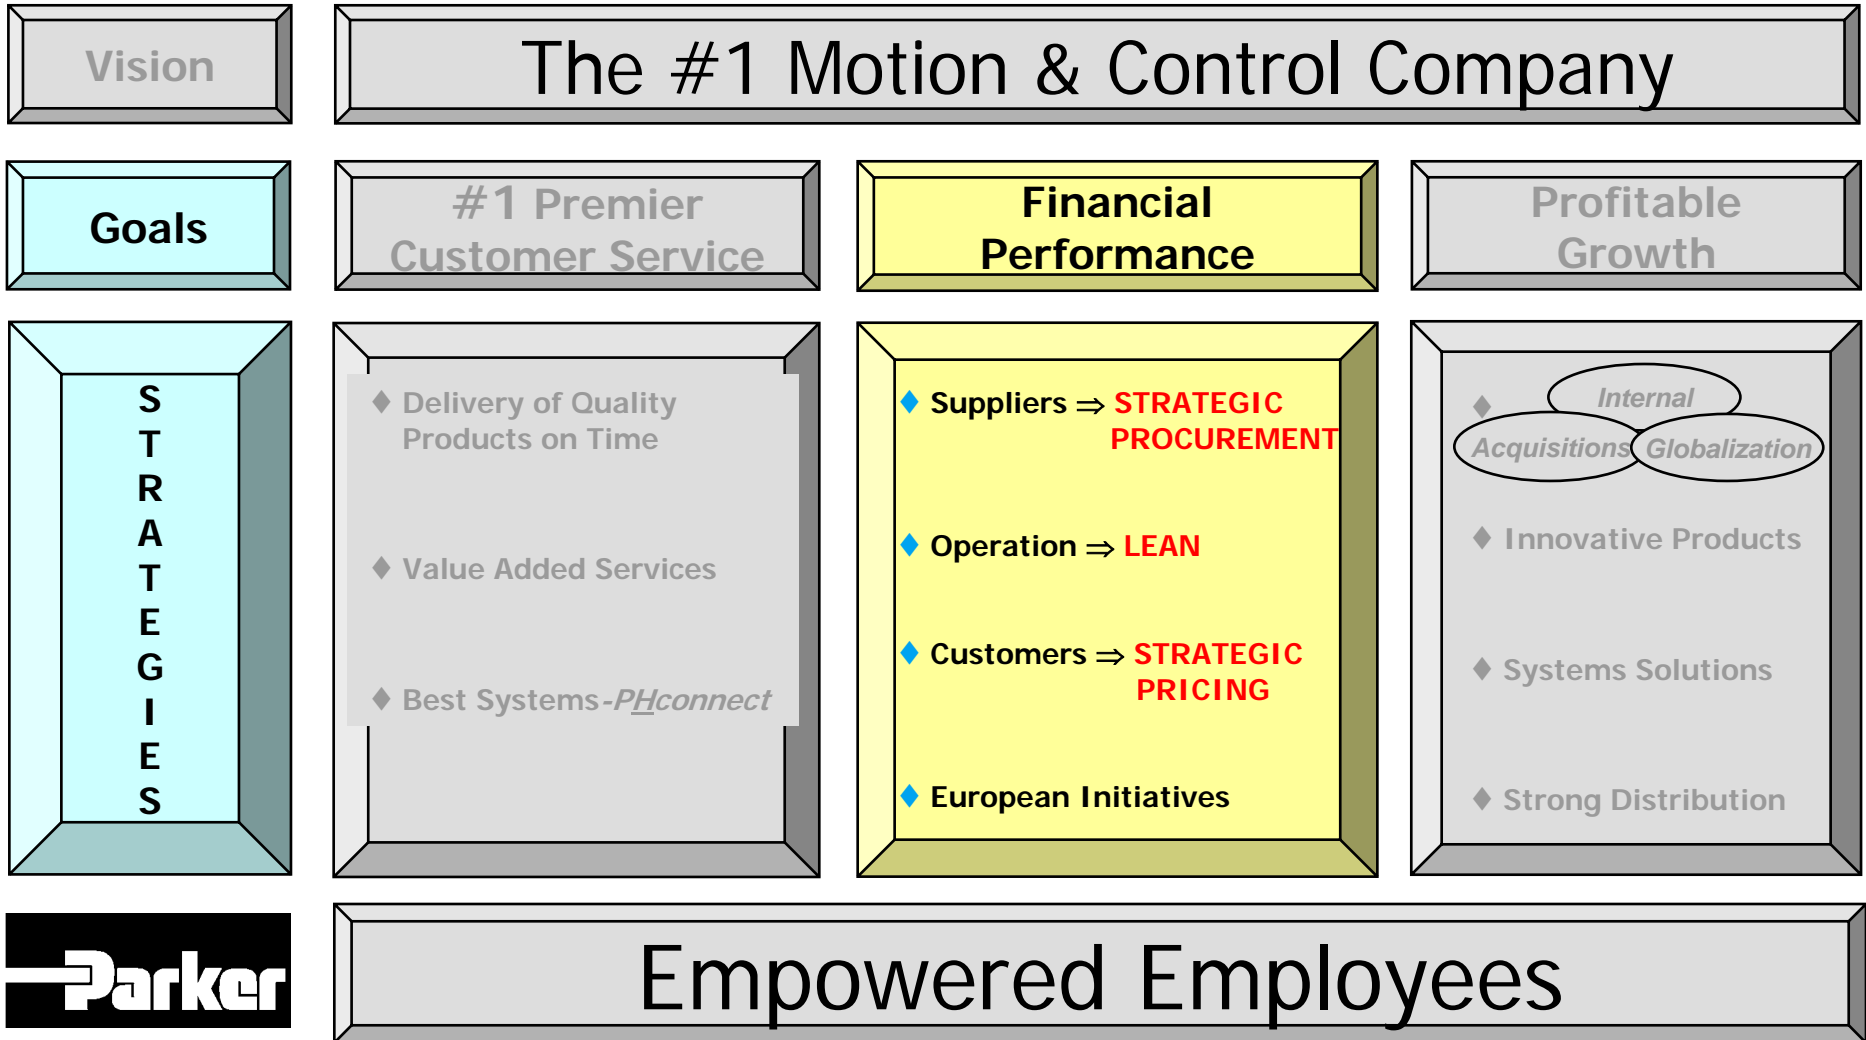 Vision
The #1 Motion & Control Company
Goals
#1 Premier
Customer Service
Financial
Performance
Profitable
Growth
S
T
R
A
T
E
G
I
E
S
♦ Delivery of Quality
Products on Time
♦ Value Added Services
♦ Best Systems-PHconnect
♦ Suppliers ⇒ STRATEGIC
PROCUREMENT
♦ Operation ⇒ LEAN
♦ Customers ⇒ STRATEGIC
PRICING
♦ European Initiatives
♦ Internal
Acquisitions Globalization
♦ Innovative Products
♦ Systems Solutions
♦ Strong Distribution
Parker
Empowered Employees